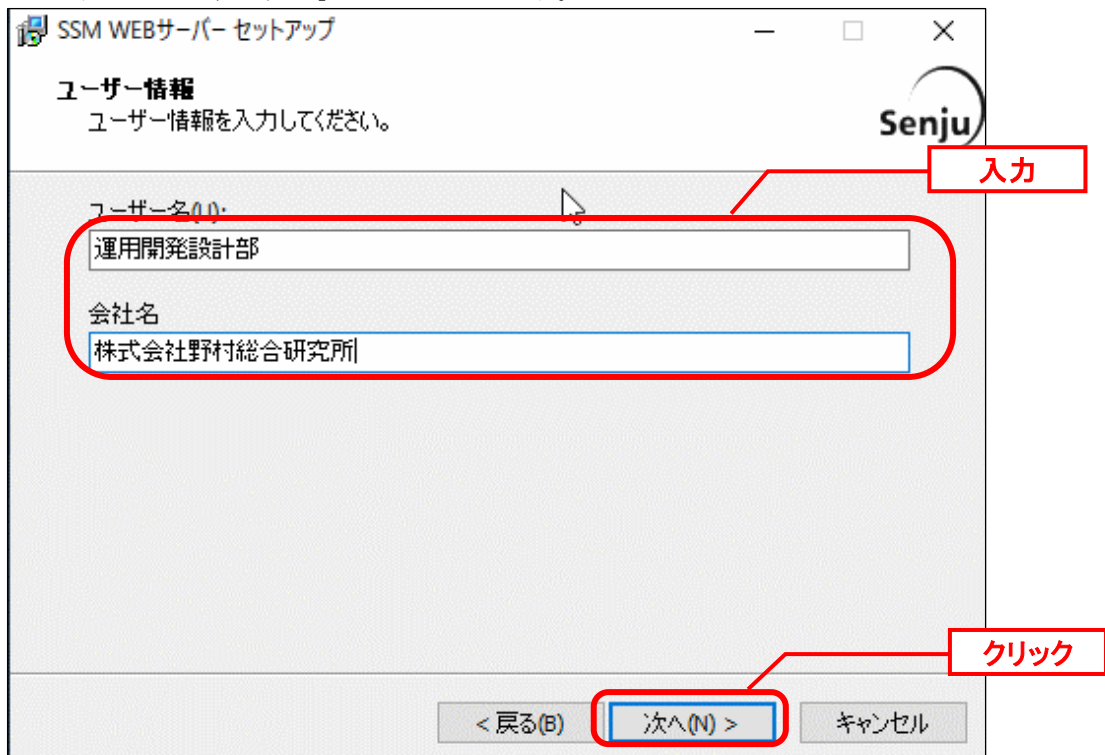 SSM WEBサーバー セットアップ
ユーザー情報
ユーザー情報を入力してください。
Senju
入力
ユーザー名(U):
運用開発設計部
会社名
株式会社野村総合研究所
クリック
< 戻る(B)
次へ(N) >
キャンセル